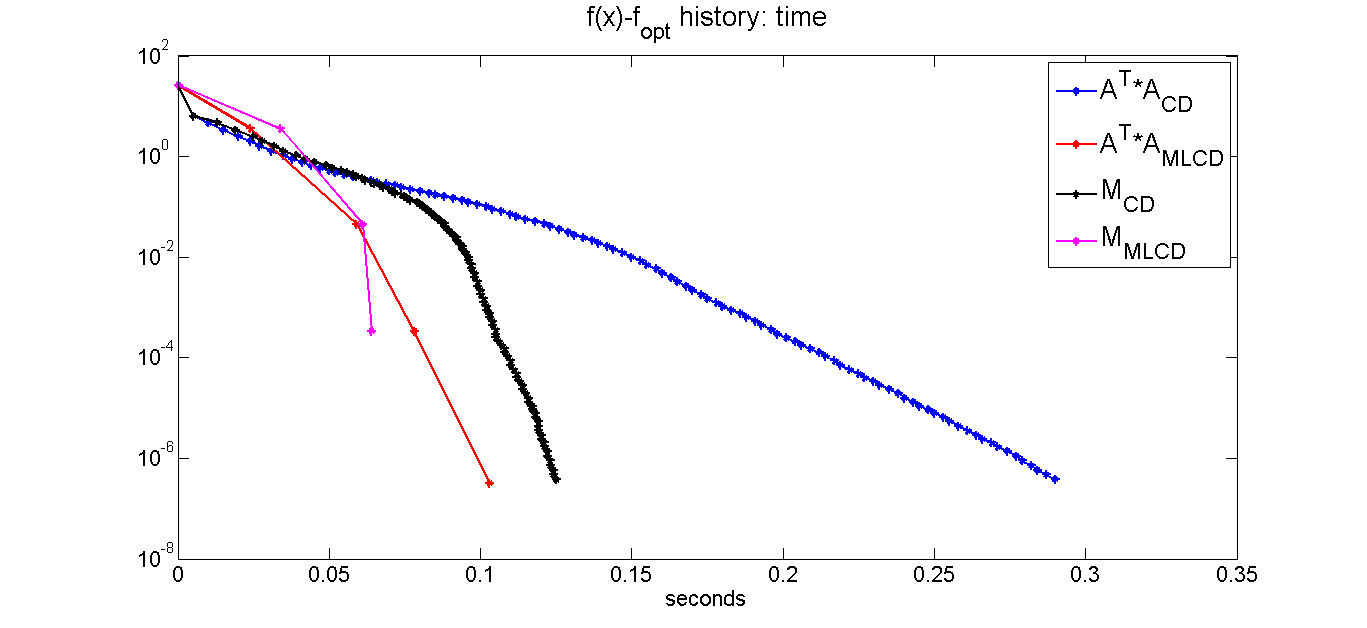 f(x)-f_opt history: time
10^2
10^0
10^-2
10^-4
10^-6
10^-8
0 0.05 0.1 0.15 0.2 0.25 0.3 0.35
seconds
A^T*A_CD
A^T*A_MLCD
M_CD
M_MLCD